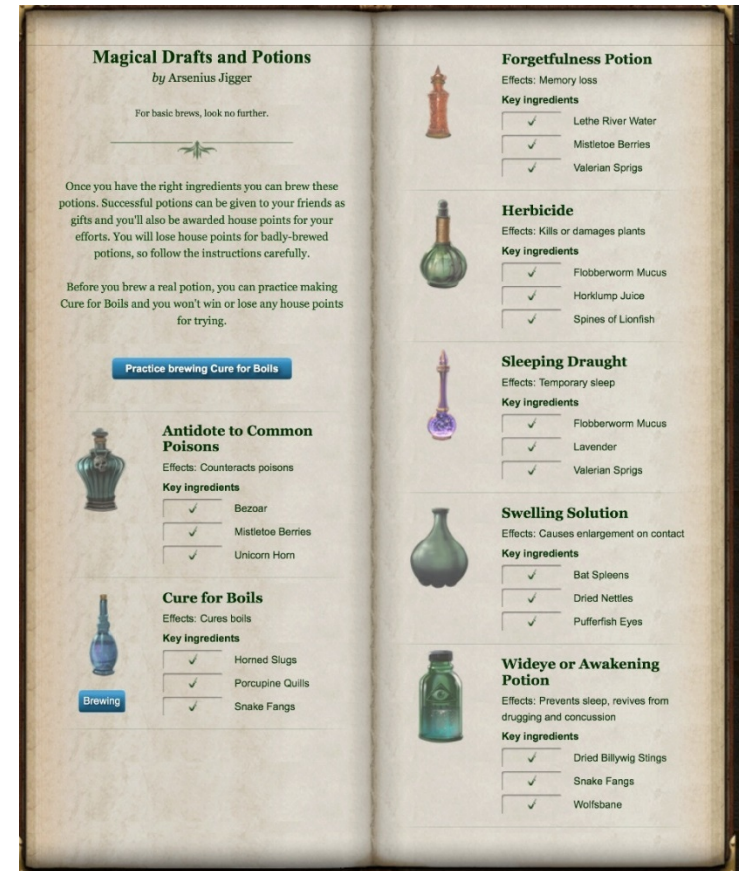 Magical Drafts and Potions
by Arsenius Jigger
For basic brews, look no further.
Once you have the right ingredients you can brew these
potions. Successful potions can be given to your friends as
gifts and you'll also be awarded house points for your
efforts. You will lose house points for badly-brewed
potions, so follow the instructions carefully.
Before you brew a real potion, you can practice making
Cure for Boils and you won't win or lose any house points
for trying.
Practice brewing Cure for Boils
Antidote to Common
Poisons
Effects: Counteracts poisons
Key ingredients
Bezoar
Mistletoe Berries
Unicorn Horn
Cure for Boils
Effects: Cures boils
Key ingredients
Horned Slugs
Porcupine Quills
Snake Fangs
Brewing
Forgetfulness Potion
Effects: Memory loss
Key ingredients
Lethe River Water
Mistletoe Berries
Valerian Sprigs
Herbicide
Effects: Kills or damages plants
Key ingredients
Flobberworm Mucus
Horklump Juice
Spines of Lionfish
Sleeping Draught
Effects: Temporary sleep
Key ingredients
Flobberworm Mucus
Lavender
Valerian Sprigs
Swelling Solution
Effects: Causes enlargement on contact
Key ingredients
Bat Spleens
Dried Nettles
Pufferfish Eyes
Wideye or Awakening
Potion
Effects: Prevents sleep, revives from
drugging and concussion
Key ingredients
Dried Billywig Stings
Snake Fangs
Wolfsbane